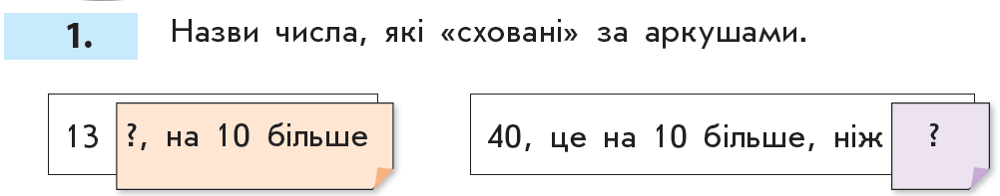 1. Назви числа, які «сховані» за аркушами.
13 ?, на 10 більше
40, це на 10 більше, ніж ?